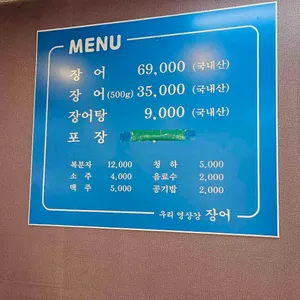 MENU
장 어 69,000 (국내산)
장 어 (500g) 35,000 (국내산)
장어탕 9,000 (국내산)
포 장
복분자 12,000 청 하 5,000
소 주 4,000 음료수 2,000
맥 주 5,000 공기밥 2,000
우리 영상강 장어